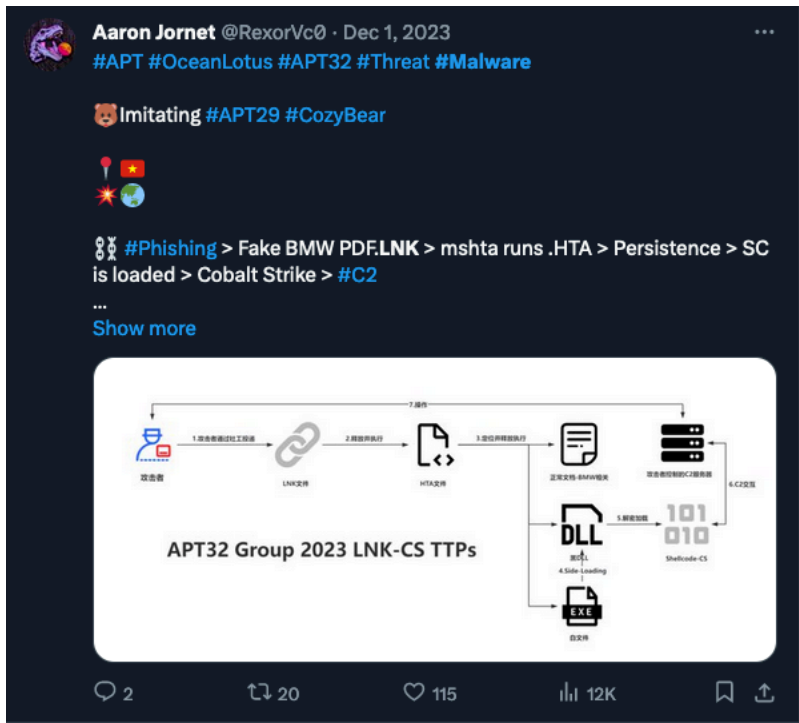 Aaron Jornet @RexorVc0 · Dec 1, 2023
#APT #OceanLotus #APT32 #Threat #Malware
Imitating #APT29 #CozyBear
#Phishing > Fake BMW PDF.LNK > mshta runs .HTA > Persistence > SC
is loaded > Cobalt Strike > #C2
...
Show more
7.操作
1.攻击者通过社工投递
2.释放并执行
3.定位并释放执行
攻击者
LNK文件
HTA文件
正常文档-BMW相关
攻击者控制的C2服务器
6.C2交互
DLL
5.解密加载
101
010
黑DLL
Shellcode-CS
APT32 Group 2023 LNK-CS TTPs
4.Side-Loading
EXE
白文件
2 20 115 12K